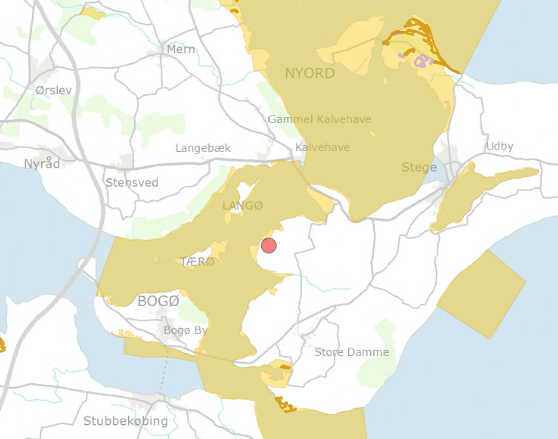 Mern
NYORD
Ørslev
Gammel Kalvehave
Langebæk
Kalvehave
Udby
Nyråd
Stege
Stensved
LANGØ
TÆRØ
BOGØ
Bogø By
Store Damme
Stubbekøbing